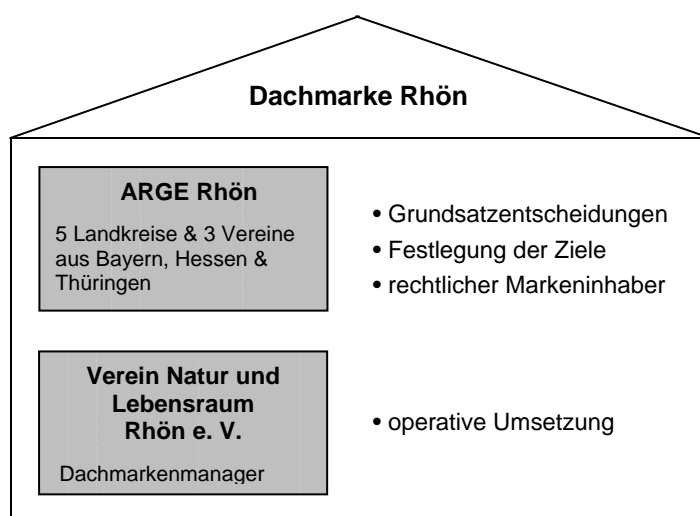 Dachmarke Rhön
ARGE Rhön
5 Landkreise & 3 Vereine
aus Bayern, Hessen &
Thüringen
• Grundsatzentscheidungen
• Festlegung der Ziele
• rechtlicher Markeninhaber
Verein Natur und
Lebensraum
Rhön e. V.
Dachmarkenmanager
• operative Umsetzung